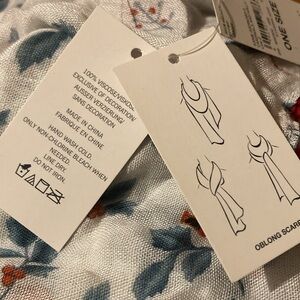 100% VISCOSE/VISKOSE
EXCLUSIVE OF DECORATION
AUSSER VERZIERUNG
SANS DECORATION
MADE IN CHINA
FABRIQUE EN CHINE
HAND WASH COLD.
ONLY NON-CHLORINE BLEACH WHEN
NEEDED.
LINE DRY.
DO NOT IRON.
OBLONG SCARF
ONE SIZE